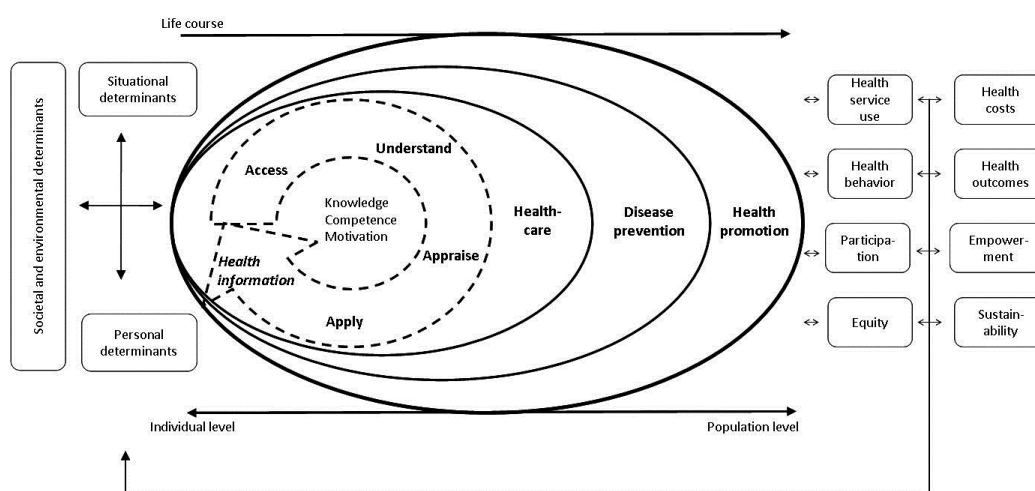 Life course
Societal and environmental determinants
Situational
determinants
Personal
determinants
Access
Understand
Knowledge
Competence
Motivation
Health
information
Appraise
Apply
Health-
care
Disease
prevention
Health
promotion
Individual level
Population level
Health
service
use
Health
costs
Health
behavior
Health
outcomes
Participa-
tion
Empower-
ment
Equity
Sustain-
ability